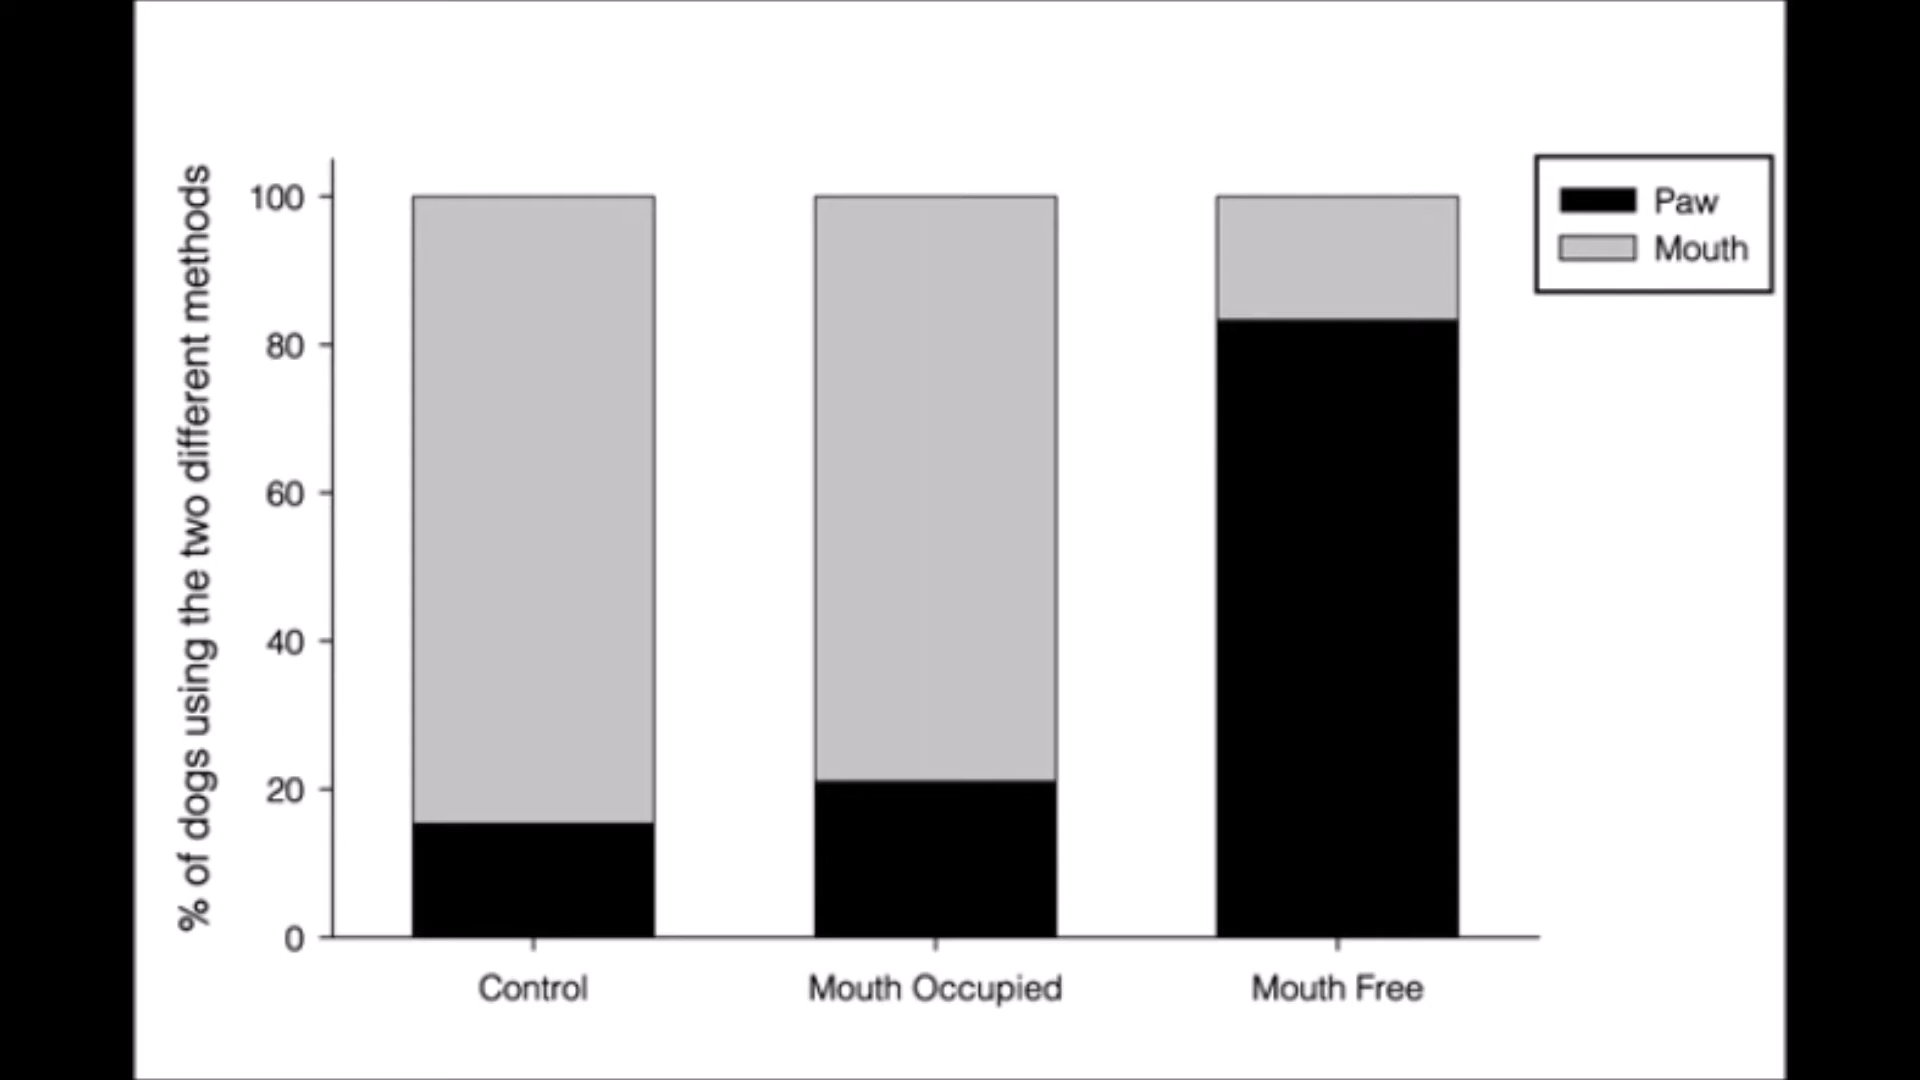 % of dogs using the two different methods
100
80
60
40
20
0
Control
Mouth Occupied
Mouth Free
Paw
Mouth